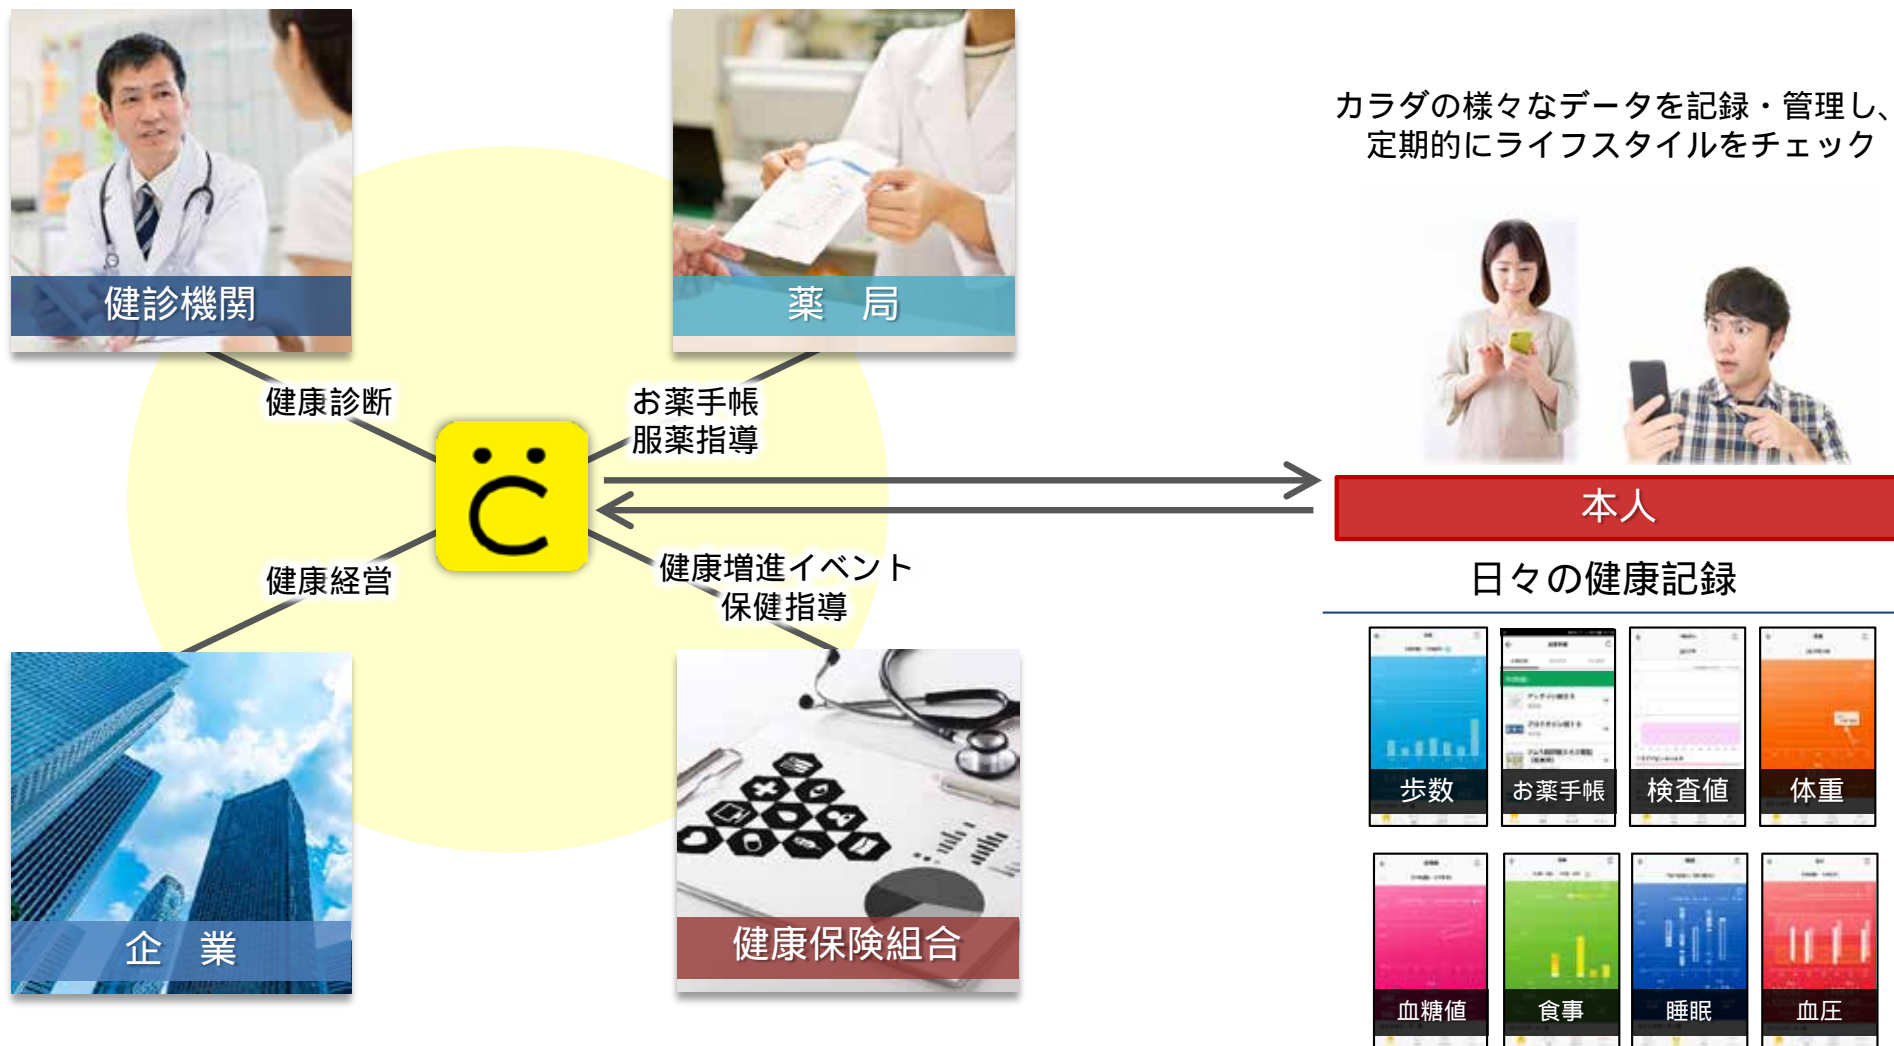 健診機関
薬　局
健康診断
お薬手帳
服薬指導
健康経営
健康増進イベント
保健指導
企　業
健康保険組合
カラダの様々なデータを記録・管理し、
定期的にライフスタイルをチェック
本人
日々の健康記録
歩数
お薬手帳
検査値
体重
血糖値
食事
睡眠
血圧